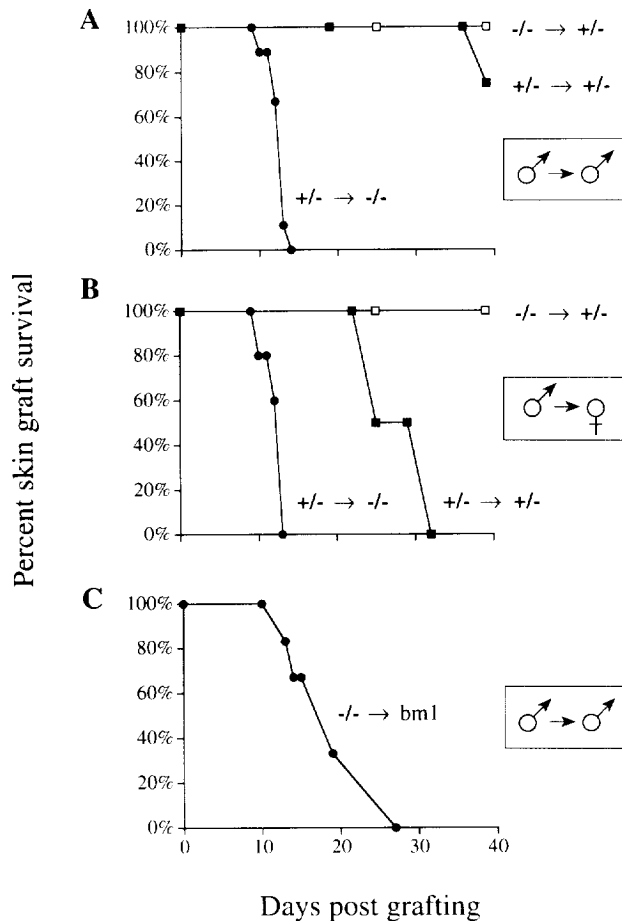 Percent skin graft survival
A
100%
80%
60%
40%
20%
0%
-/- → +/-
+/- → +/-
+/- → -/-
♂ → ♂
B
100%
80%
60%
40%
20%
0%
-/- → +/-
+/- → -/-
+/- → +/-
♂ → ♀
C
100%
80%
60%
40%
20%
0%
-/- → bm1
♂ → ♂
0 10 20 30 40
Days post grafting